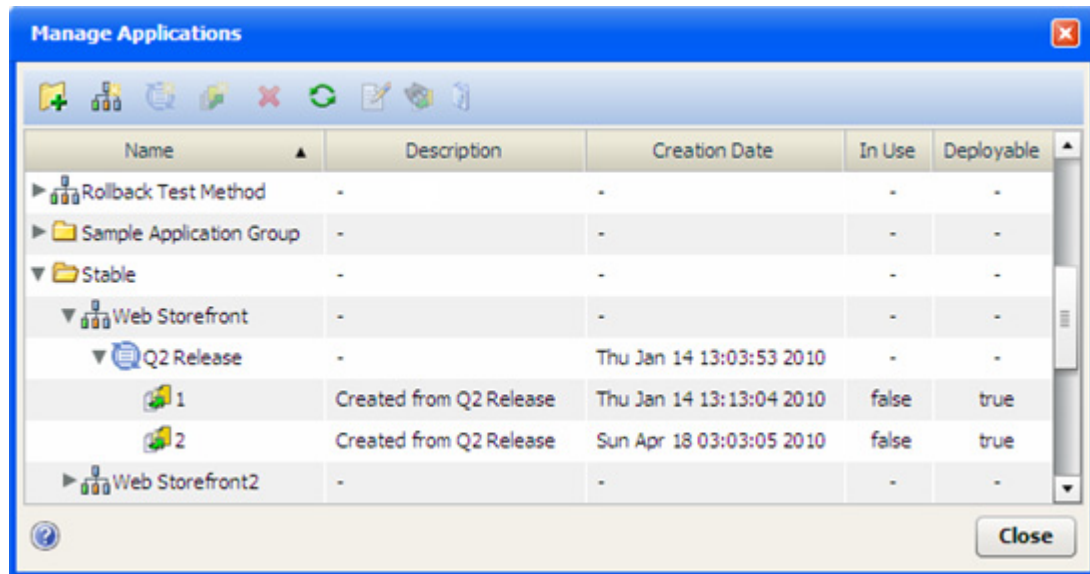 Manage Applications
Name Description Creation Date In Use Deployable
Rollback Test Method - - - -
Sample Application Group - - - -
Stable - - - -
Web Storefront - - - -
Q2 Release - Thu Jan 14 13:03:53 2010 - -
1 Created from Q2 Release Thu Jan 14 13:13:04 2010 false true
2 Created from Q2 Release Sun Apr 18 03:03:05 2010 false true
Web Storefront2 - - - -
Close